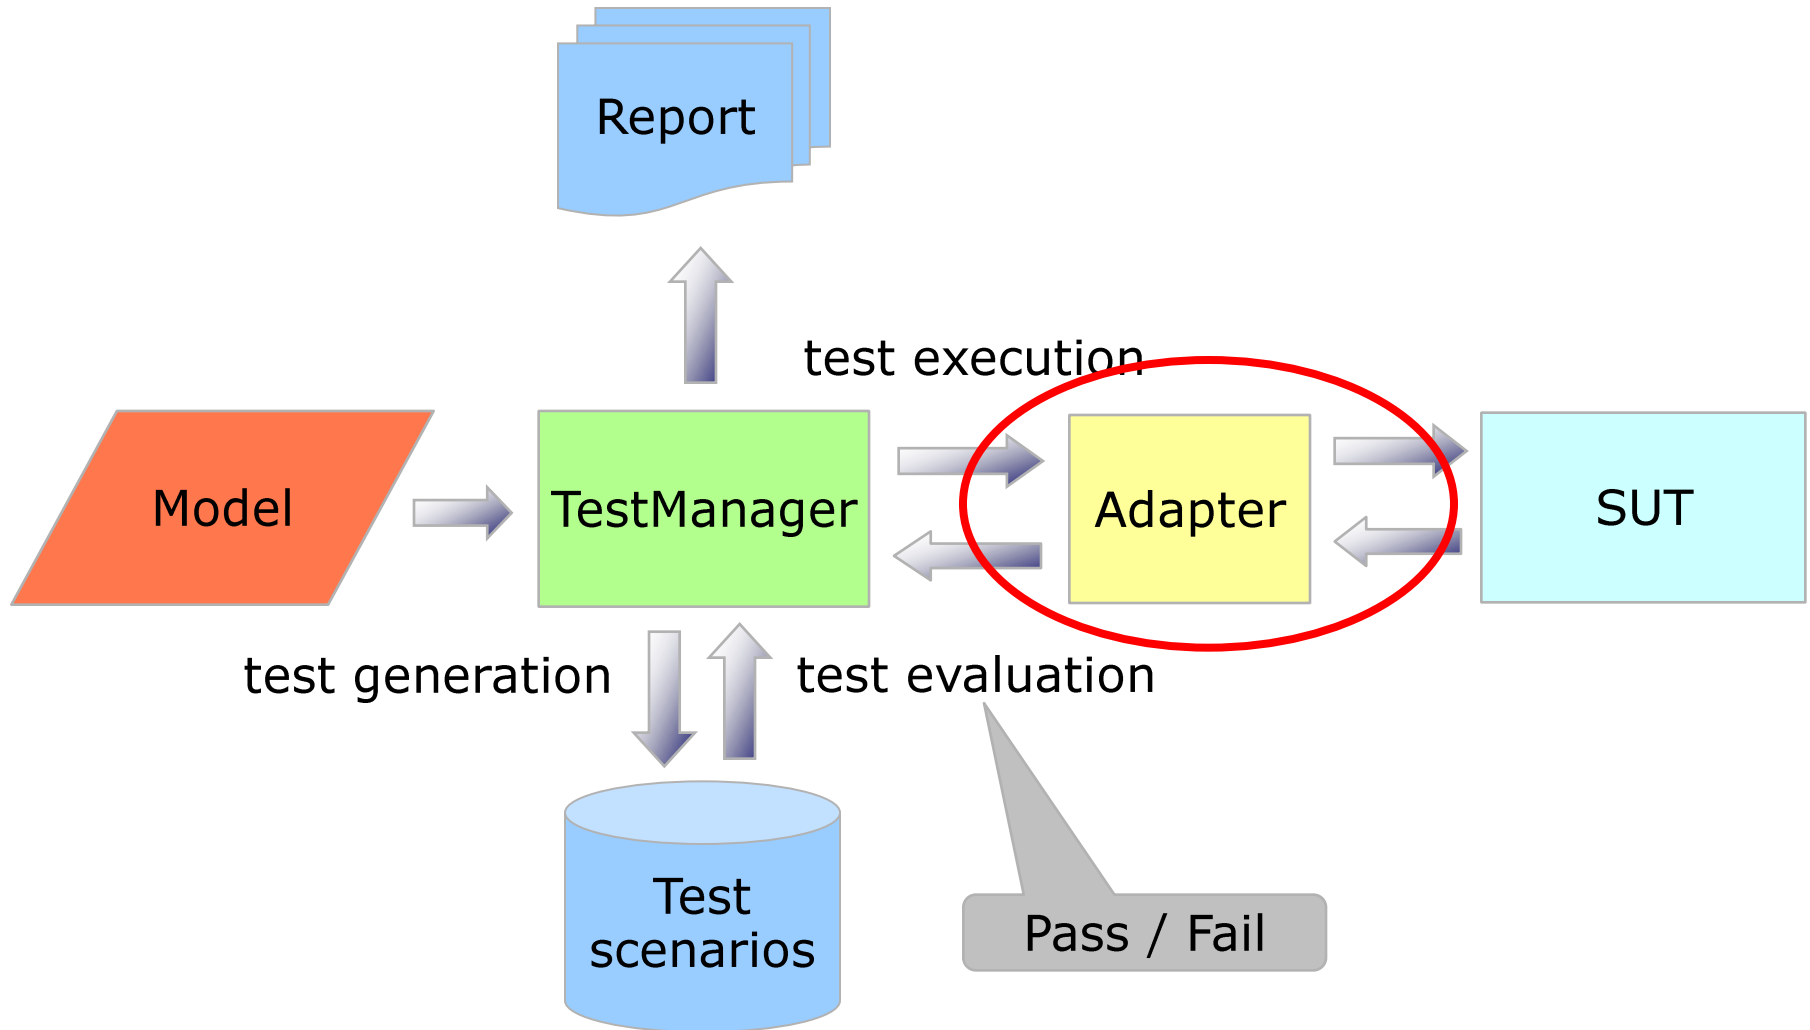 Report
test execution
Model
TestManager
Adapter
SUT
test generation
test evaluation
Test
scenarios
Pass / Fail